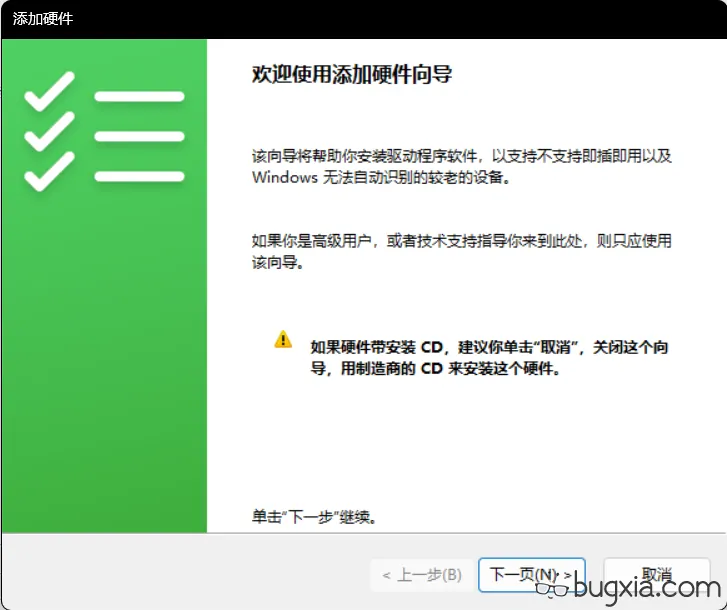 添加硬件
欢迎使用添加硬件向导
该向导将帮助你安装驱动程序软件，以支持不支持即插即用以及
Windows 无法自动识别的较老的设备。
如果你是高级用户，或者技术支持指导你来到此处，则只应使用
该向导。
如果硬件带安装 CD，建议你单击“取消”，关闭这个向
导，用制造商的 CD 来安装这个硬件。
单击“下一步”继续。
< 上一步(B) 下一页(N) > 取消
bugxia.com